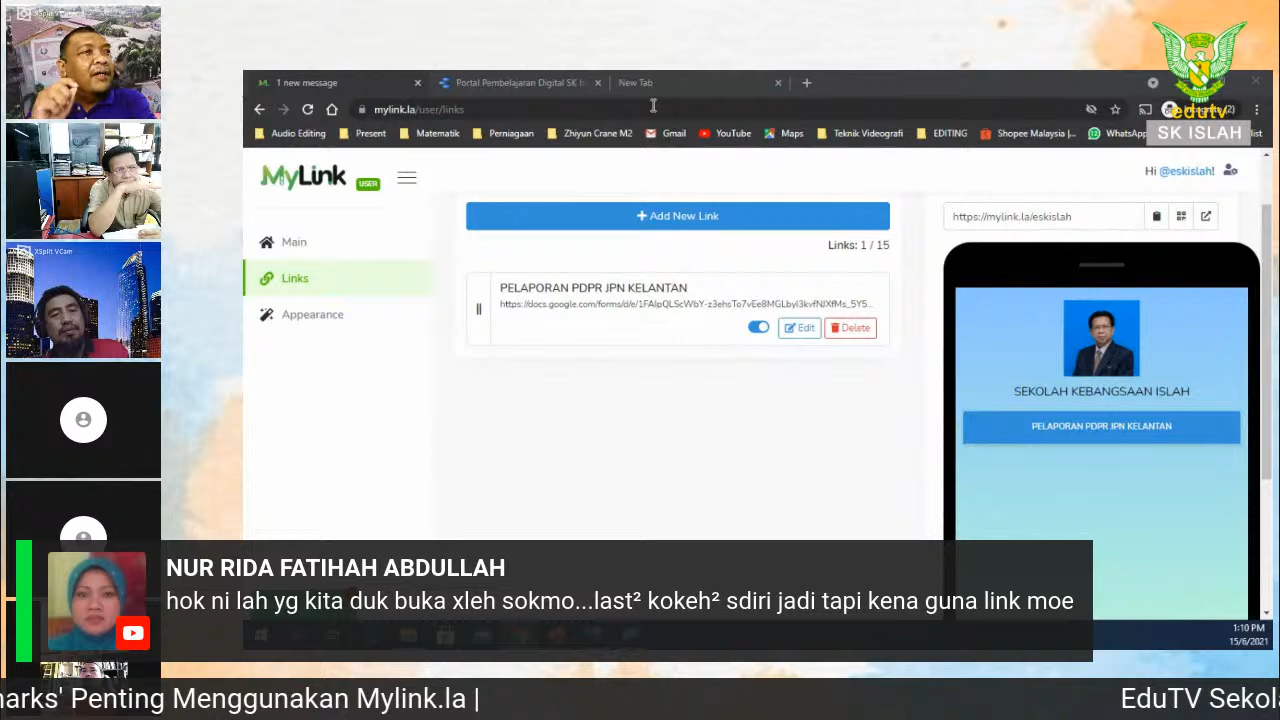 XSplit VCam
1 new message
Portal Pembelajaran Digital SK
New Tab
mylink.la/user/links
(2)
Audio Editing
Present
Matematik
Perniagaan
Zhiyun Crane M2
Gmail
YouTube
Maps
Teknik Videografi
EDITING
Shopee Malaysia |...
WhatsApp
edutv
SK ISLAH
MyLink
USER
Hi @eskislah!
Main
Links
Appearance
+ Add New Link
Links: 1 / 15
PELAPORAN PDPR JPN KELANTAN
Edit
Delete
https://mylink.la/eskislah
SEKOLAH KEBANGSAAN ISLAH
PELAPORAN PDPR JPN KELANTAN
XSplit VCam
NUR RIDA FATIHAH ABDULLAH
hok ni lah yg kita duk buka xleh sokmo...last² kokeh² sdiri jadi tapi kena guna link moe
1:10 PM
15/6/2021
arks' Penting Menggunakan Mylink.la |
EduTV Sekol